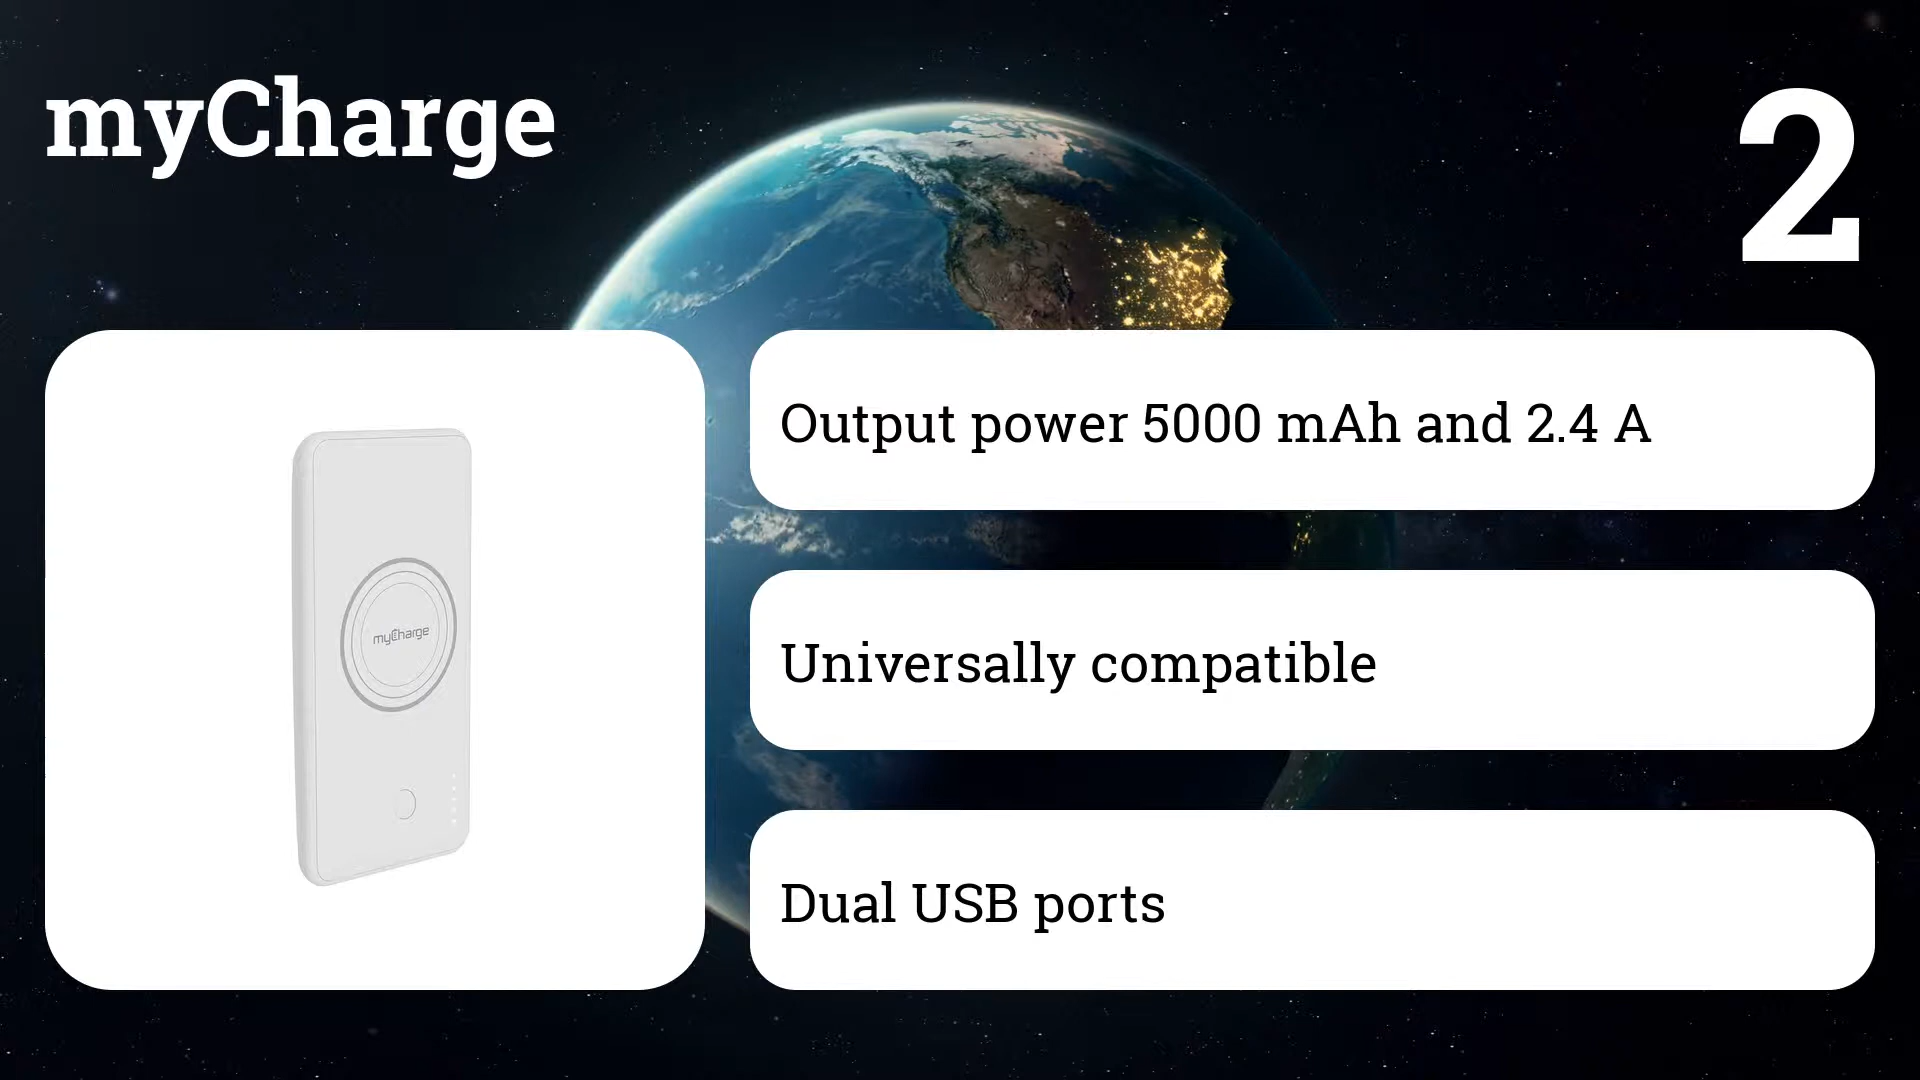 myCharge
2
Output power 5000 mAh and 2.4 A
myCharge
Universally compatible
Dual USB ports